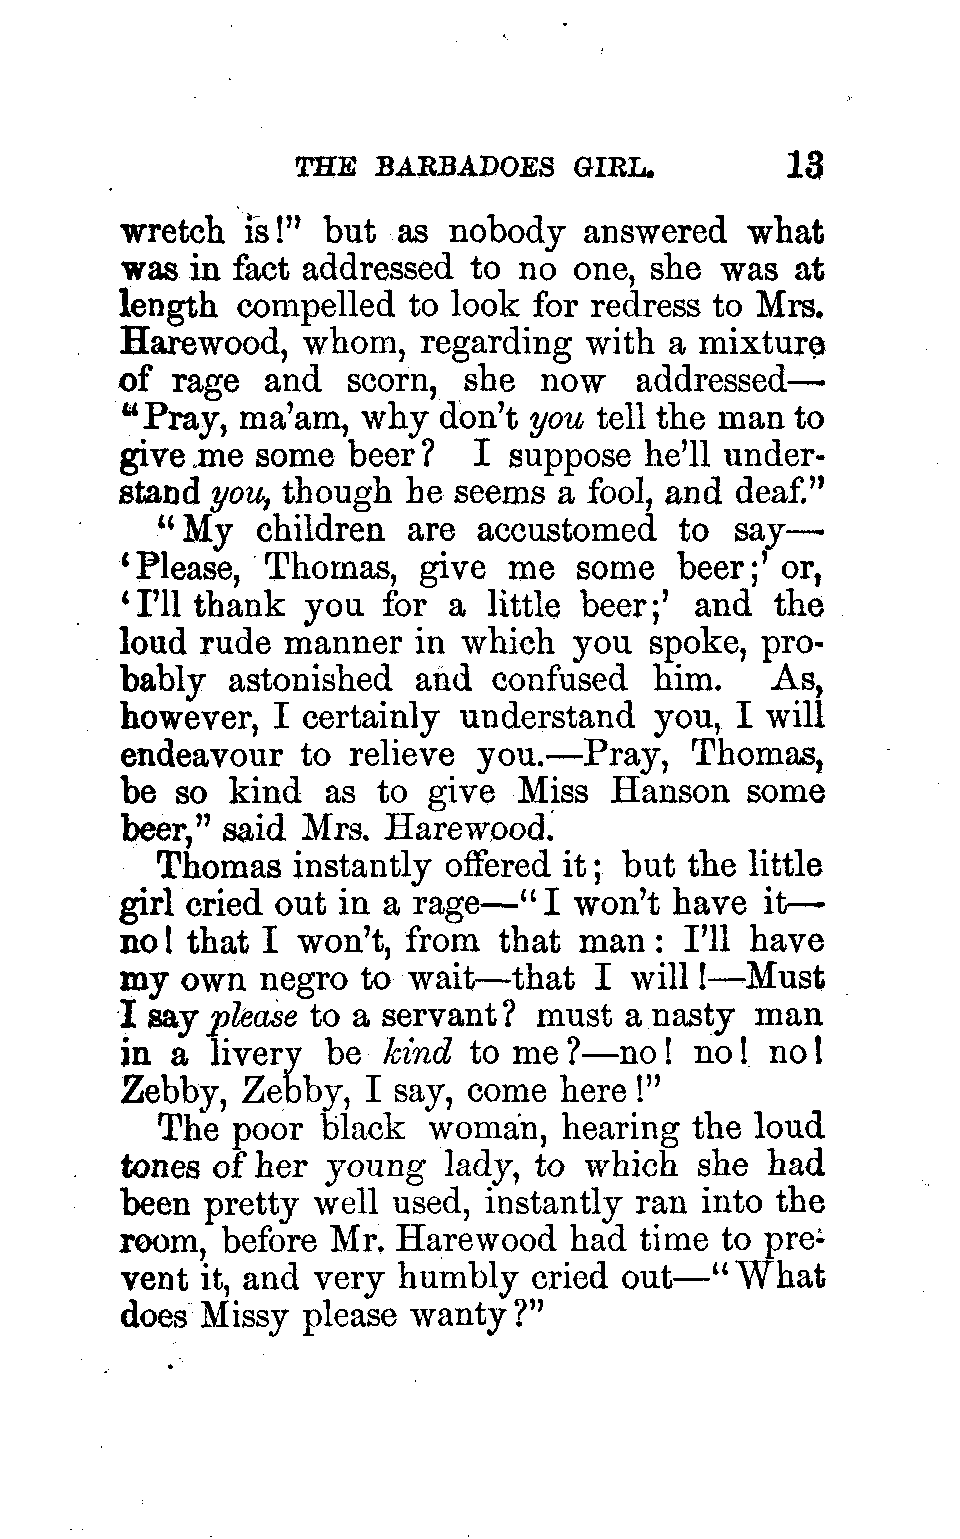 THE BARBADOES GIRL. 13
wretch is!" but as nobody answered what
was in fact addressed to no one, she was at
length compelled to look for redress to Mrs.
Harewood, whom, regarding with a mixture
of rage and scorn, she now addressed—
"Pray, ma'am, why don't you tell the man to
give me some beer? I suppose he'll under-
stand you, though he seems a fool, and deaf."
"My children are accustomed to say—
'Please, Thomas, give me some beer;' or,
'I'll thank you for a little beer;' and the
loud rude manner in which you spoke, pro-
bably astonished and confused him. As,
however, I certainly understand you, I will
endeavour to relieve you.—Pray, Thomas,
be so kind as to give Miss Hanson some
beer," said Mrs. Harewood.
Thomas instantly offered it; but the little
girl cried out in a rage—"I won't have it—
no! that I won't, from that man: I'll have
my own negro to wait—that I will!—Must
I say please to a servant? must a nasty man
in a livery be kind to me?—no! no! no!
Zebby, Zebby, I say, come here!"
The poor black woman, hearing the loud
tones of her young lady, to which she had
been pretty well used, instantly ran into the
room, before Mr. Harewood had time to pre-
vent it, and very humbly cried out—"What
does Missy please wanty?"